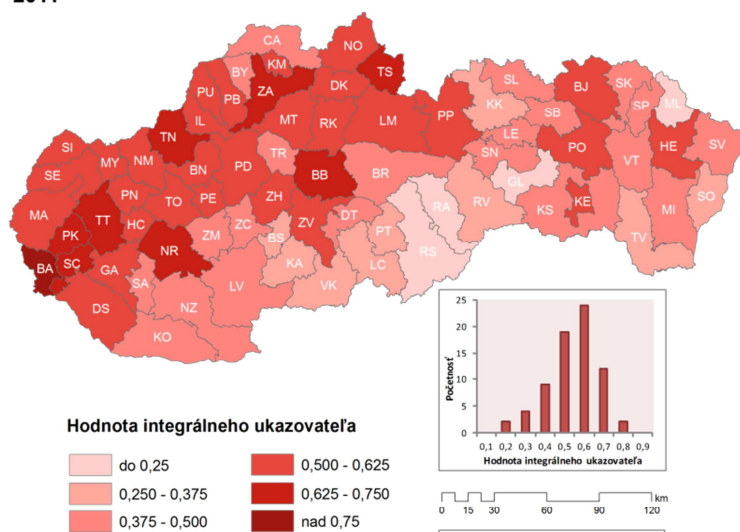 2011
CA
NO
BY
KM
TS
PU
PB
ZA
DK
SL
BJ
SK
ML
IL
MT
RK
LM
PP
KK
SB
SP
TN
LE
PO
HE
SV
SI
MY
NM
BN
PD
TR
BB
BR
SN
GL
VT
SE
PN
TO
PE
ZH
RA
RV
KS
KE
MI
SO
MA
TT
HC
ZM
ZC
ZV
DT
PK
NR
BS
PT
TV
BA
SC
GA
SA
KA
LC
RS
DS
NZ
LV
VK
KO
25
20
15
10
5
0
Početnosť
0,1 0,2 0,3 0,4 0,5 0,6 0,7 0,8 0,9
Hodnota integrálneho ukazovateľa
Hodnota integrálneho ukazovateľa
do 0,25
0,500 - 0,625
0,250 - 0,375
0,625 - 0,750
0,375 - 0,500
nad 0,75
km
0 15 30 60 90 120